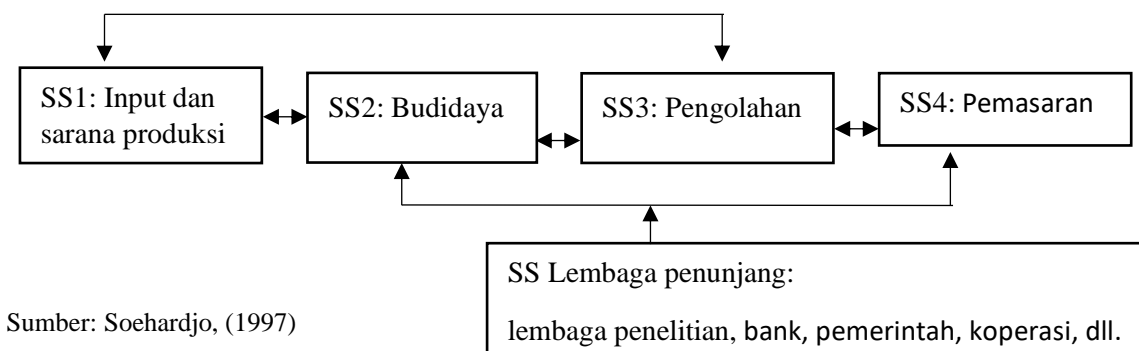 SS1: Input dan
sarana produksi
SS2: Budidaya
SS3: Pengolahan
SS4: Pemasaran
SS Lembaga penunjang:
lembaga penelitian, bank, pemerintah, koperasi, dll.
Sumber: Soehardjo, (1997)